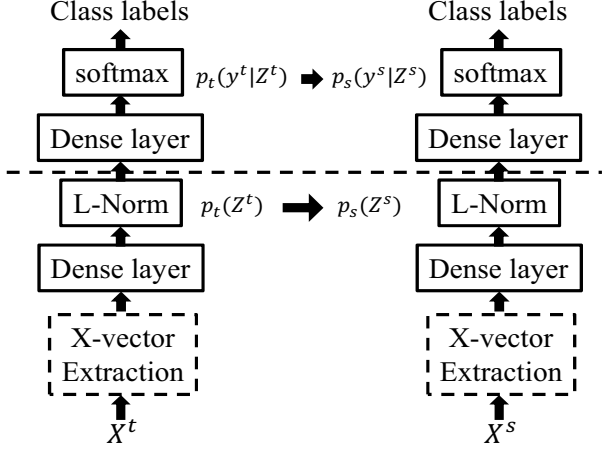 Class labels Class labels
softmax p_t(y^t|Z^t) p_s(y^s|Z^s) softmax
Dense layer Dense layer
L-Norm p_t(Z^t) p_s(Z^s) L-Norm
Dense layer Dense layer
X-vector X-vector
Extraction Extraction
X^t X^s